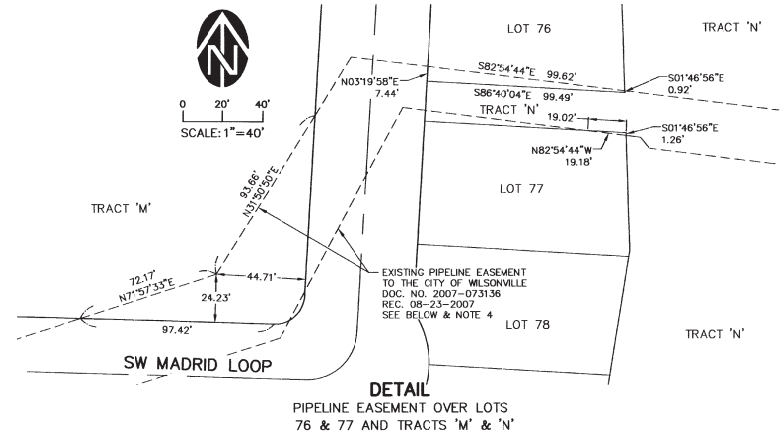 LOT 76
TRACT 'N'
S82°54'44"E 99.62'
S01°46'56"E
0.92'
N03°19'58"E
7.44'
S86°40'04"E 99.49'
TRACT 'N'
19.02'
S01°46'56"E
1.26'
N82°54'44"W
19.18'
N
0 20' 40'
SCALE: 1"=40'
93.66'
N31°50'50"E
TRACT 'M'
LOT 77
72.17'
N71°57'33"E
44.71'
24.23'
97.42'
EXISTING PIPELINE EASEMENT
TO THE CITY OF WILSONVILLE
DOC. NO. 2007-073136
REC. 08-23-2007
SEE BELOW & NOTE 4
LOT 78
TRACT 'N'
SW MADRID LOOP
DETAIL
PIPELINE EASEMENT OVER LOTS
76 & 77 AND TRACTS 'M' & 'N'